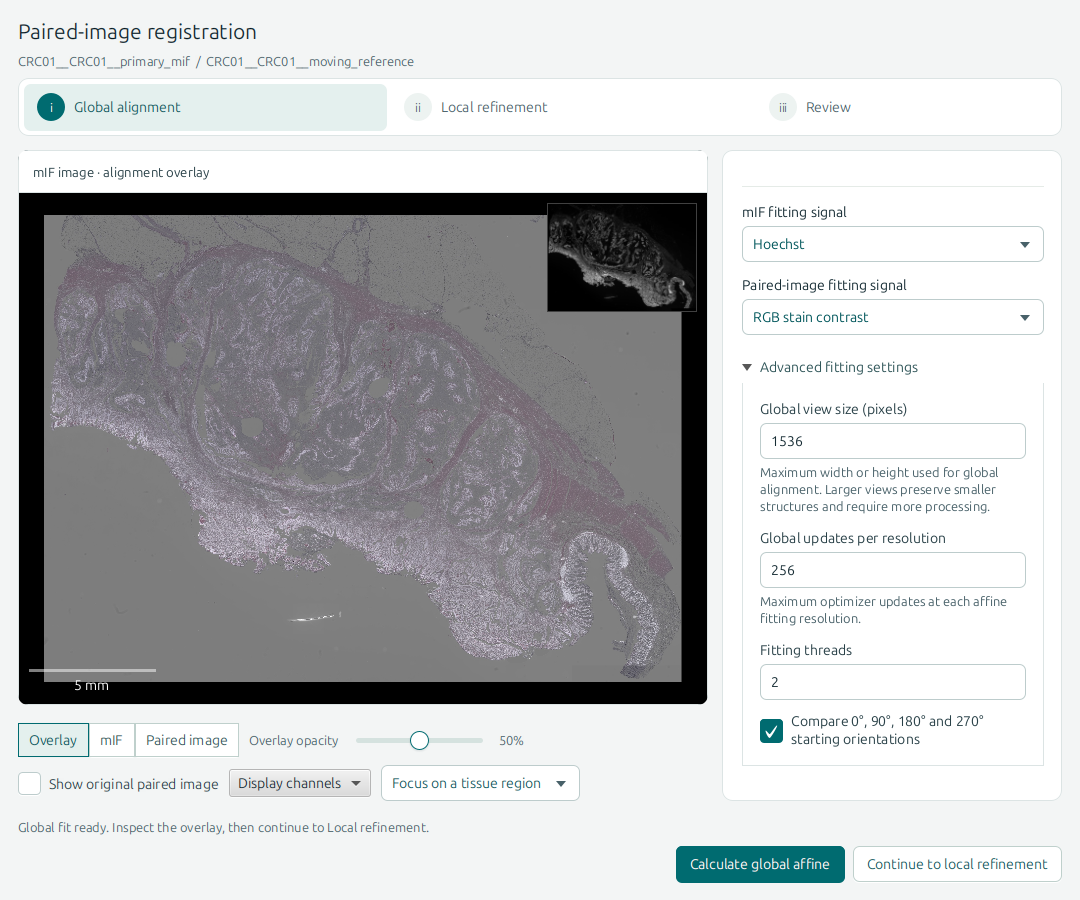 Paired-image registration
CRC01__CRC01__primary_mif / CRC01__CRC01__moving_reference
i Global alignment
ii Local refinement
iii Review
mIF image · alignment overlay
5 mm
Overlay
mIF
Paired image
Overlay opacity
50%
Show original paired image
Display channels
Focus on a tissue region
Global fit ready. Inspect the overlay, then continue to Local refinement.
mIF fitting signal
Hoechst
Paired-image fitting signal
RGB stain contrast
Advanced fitting settings
Global view size (pixels)
1536
Maximum width or height used for global
alignment. Larger views preserve smaller
structures and require more processing.
Global updates per resolution
256
Maximum optimizer updates at each affine
fitting resolution.
Fitting threads
2
Compare 0°, 90°, 180° and 270°
starting orientations
Calculate global affine
Continue to local refinement